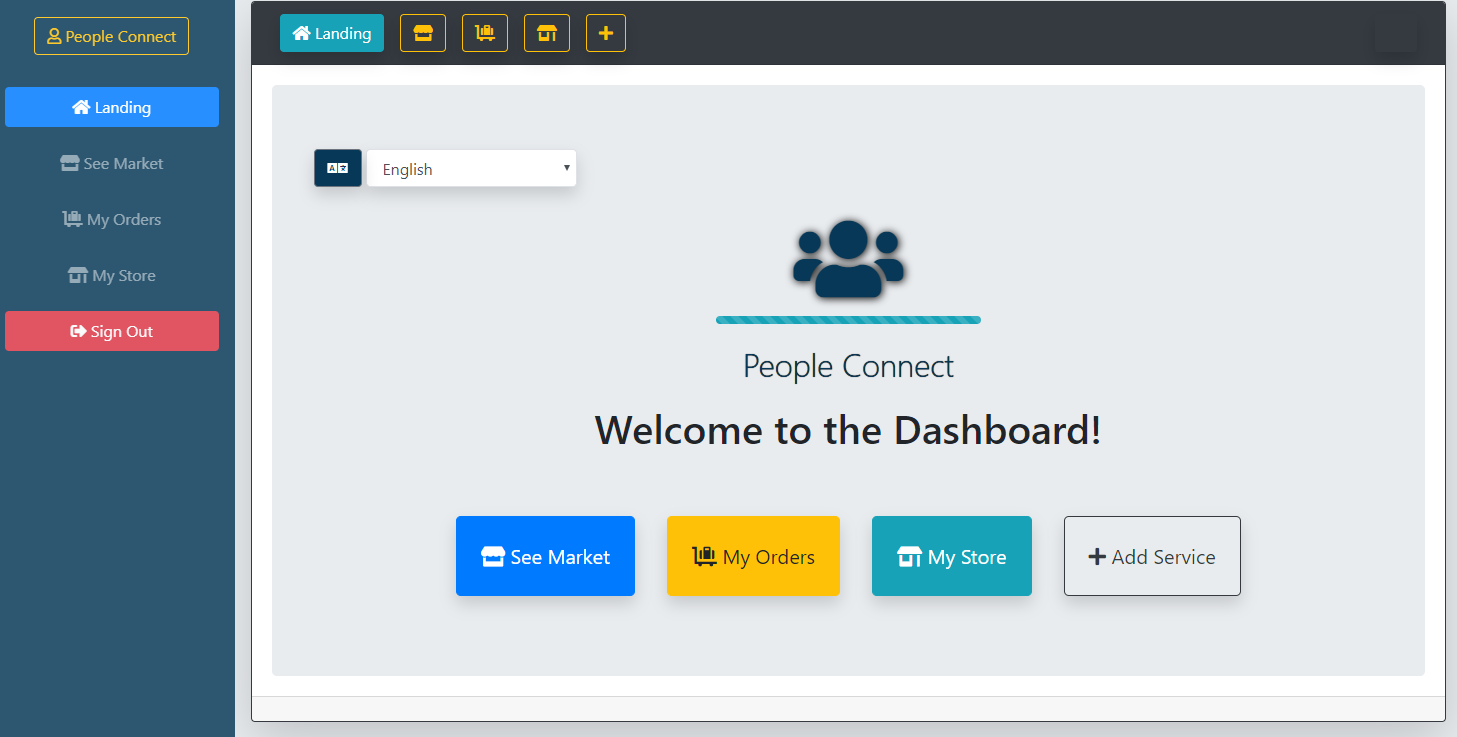 People Connect
Landing
See Market
My Orders
My Store
Sign Out
Landing
A
English
People Connect
Welcome to the Dashboard!
See Market
My Orders
My Store
Add Service